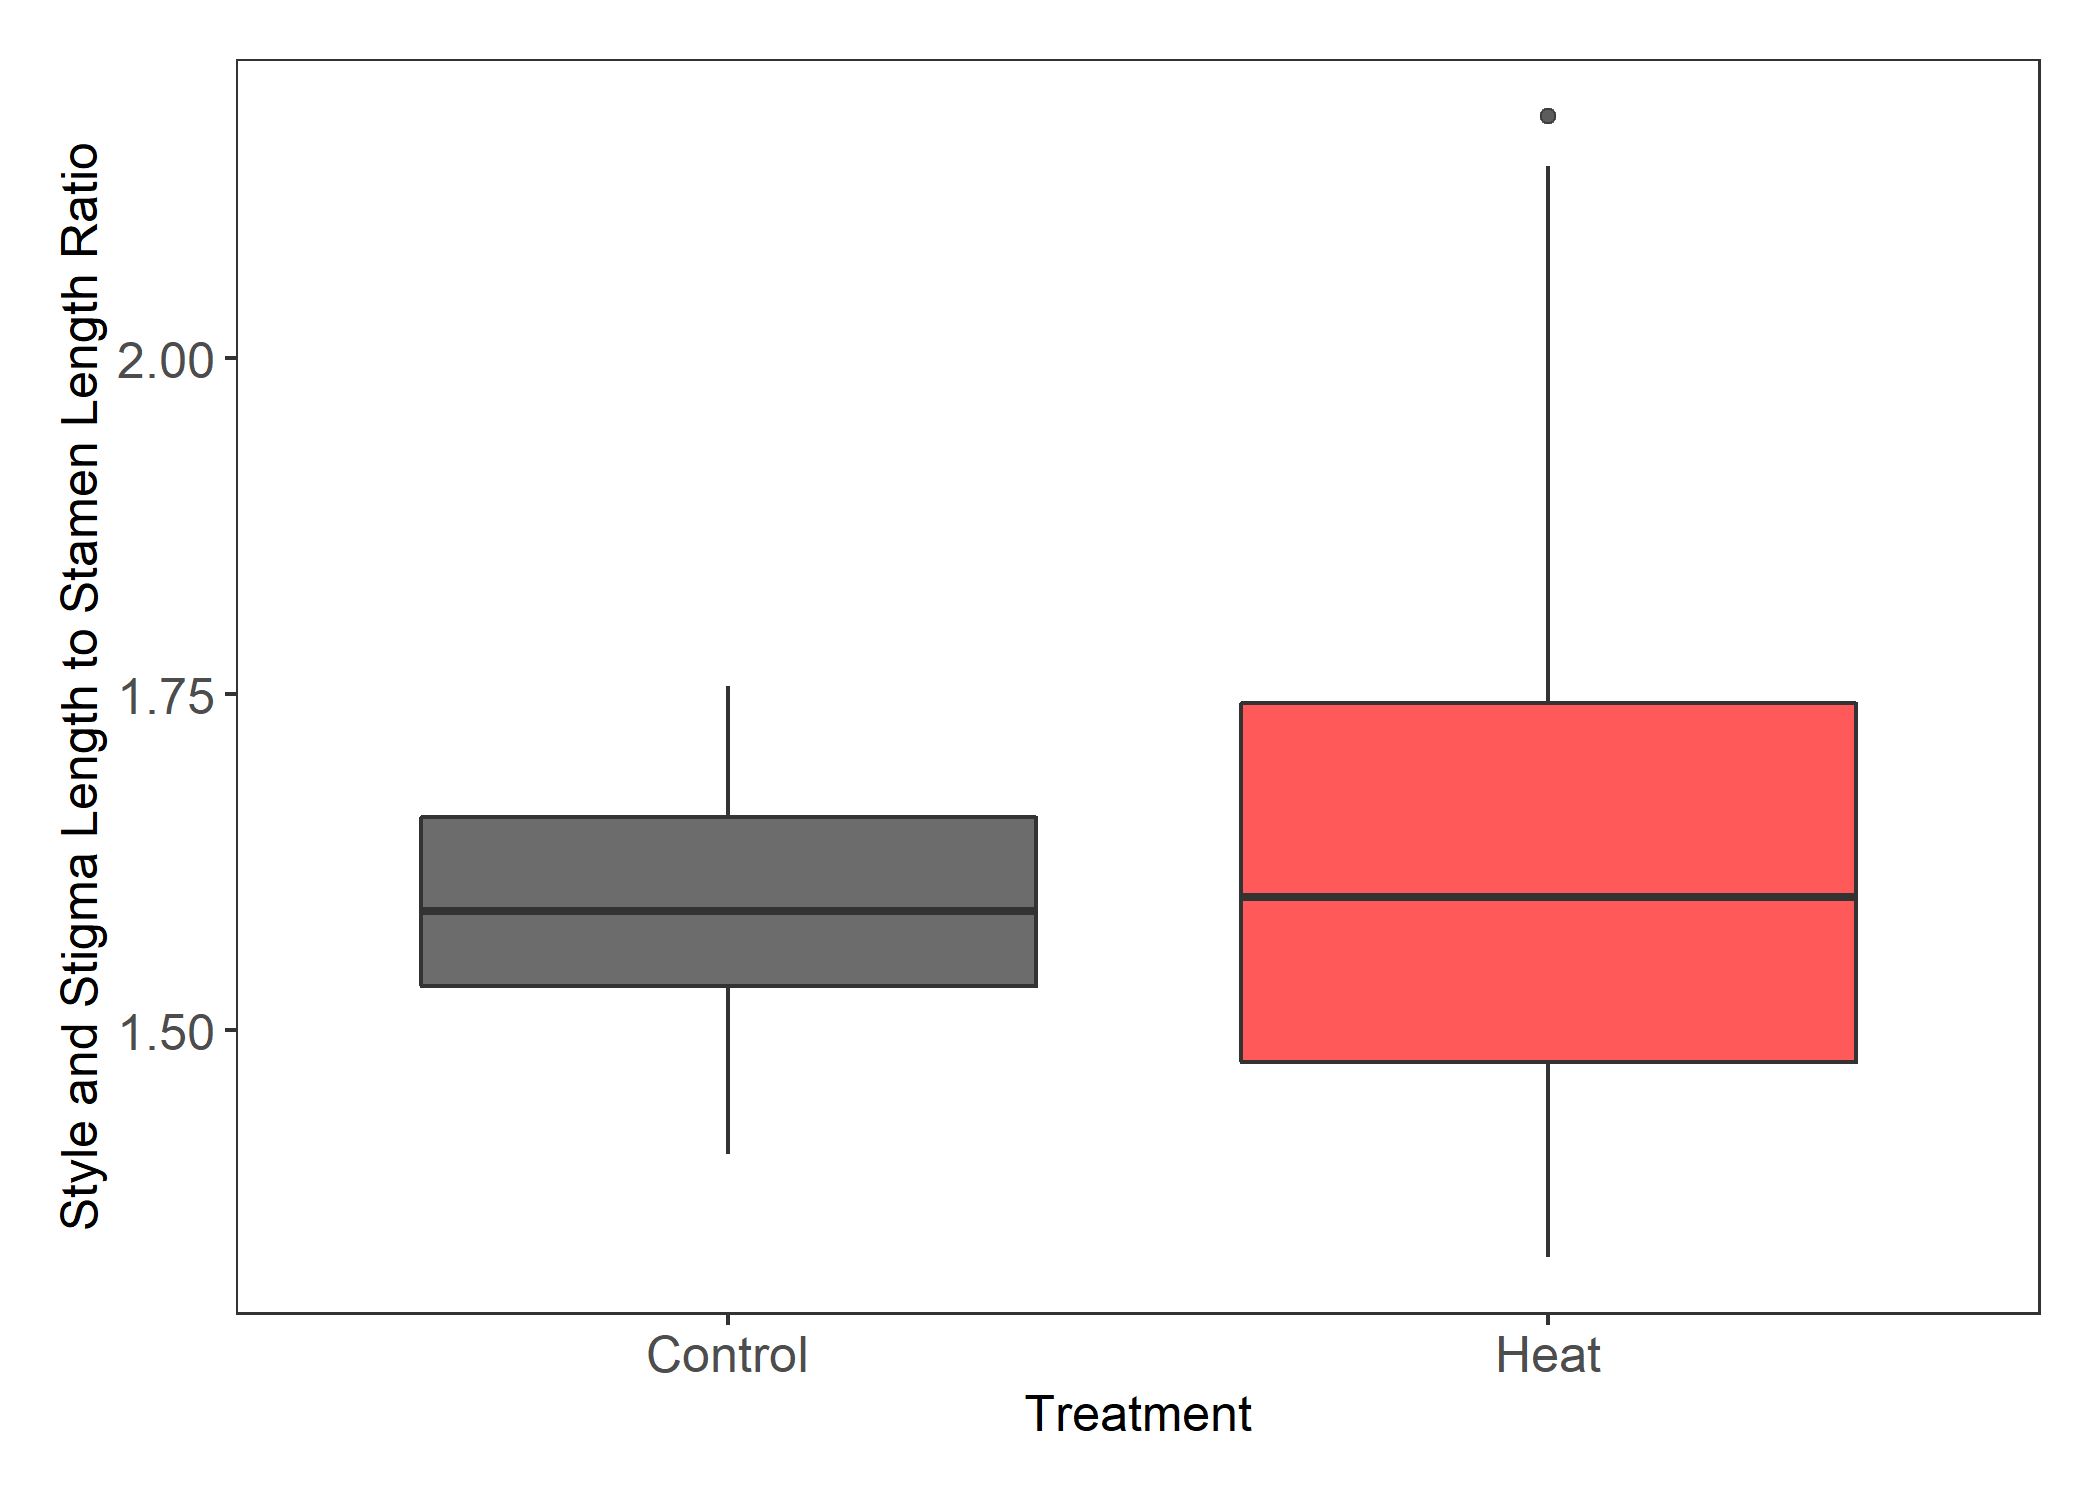 Style and Stigma Length to Stamen Length Ratio
2.00
1.75
1.50
Control
Heat
Treatment